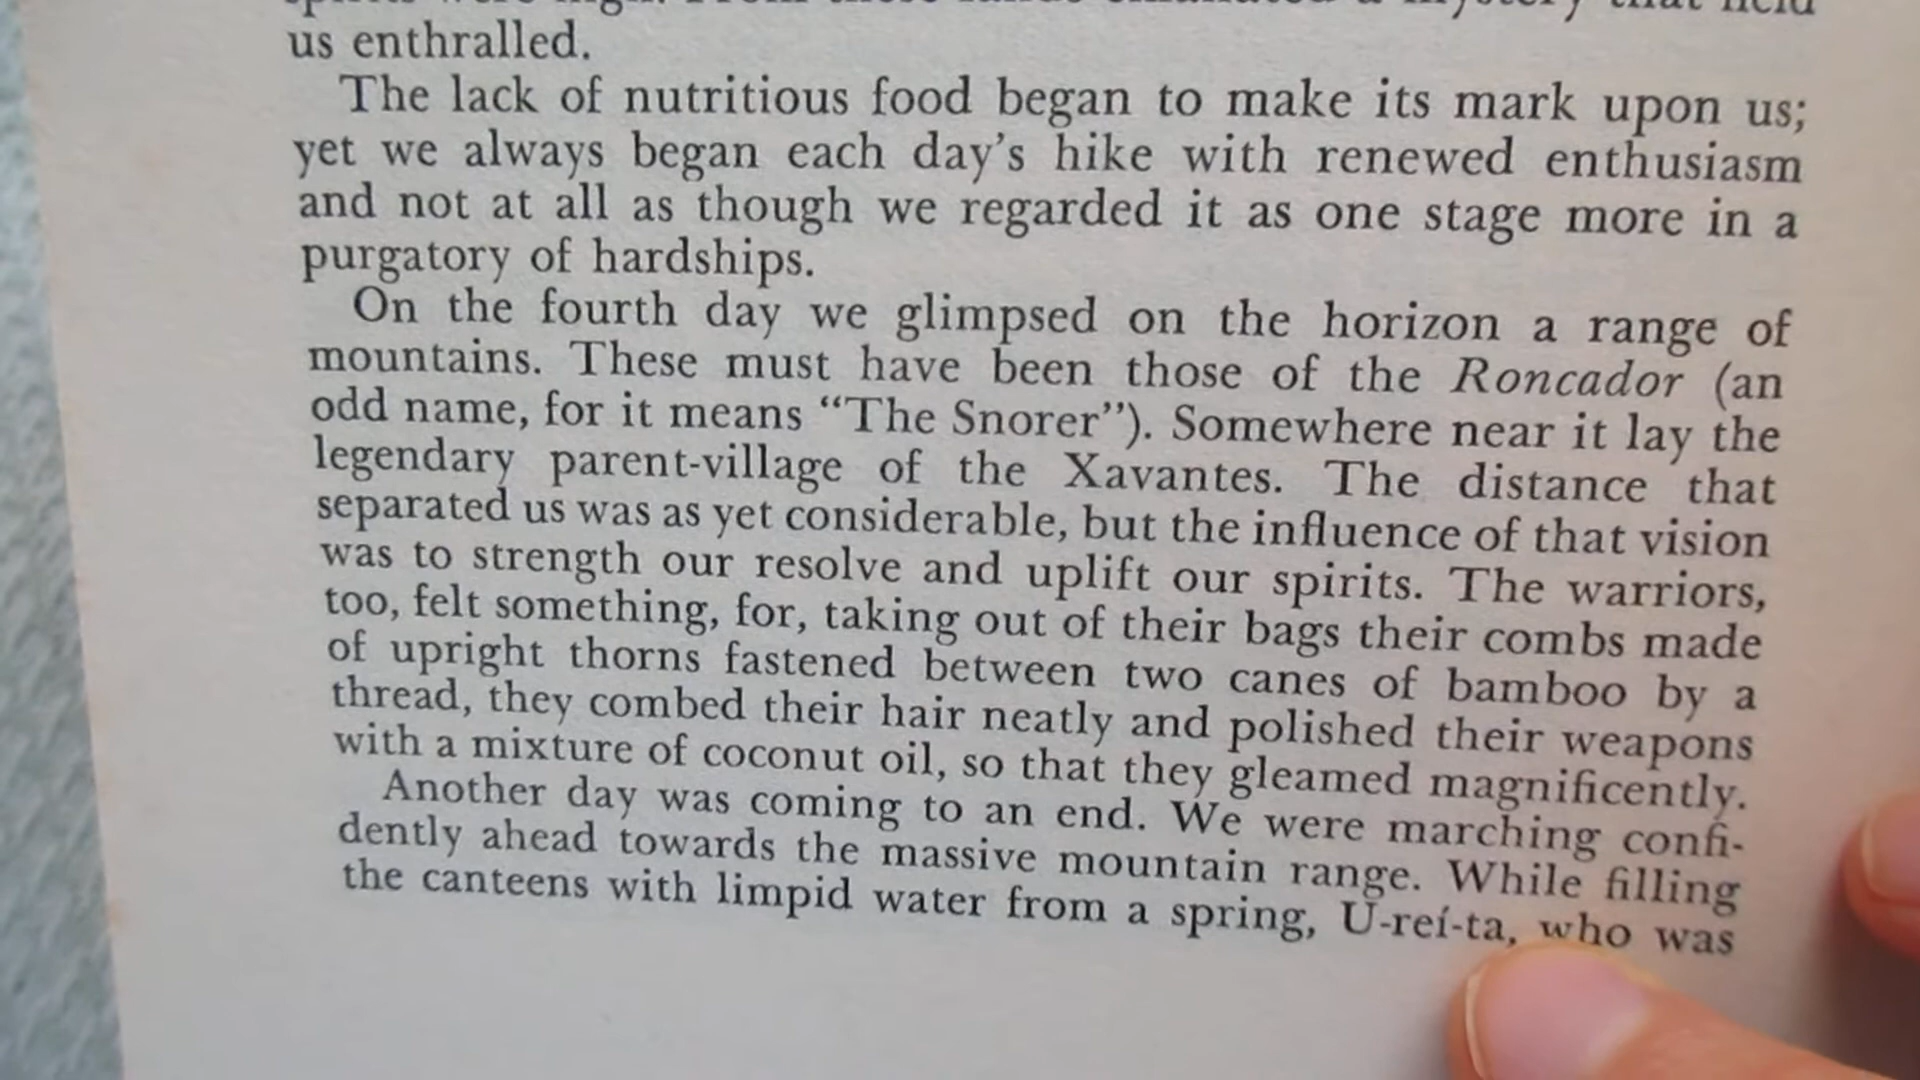 us enthralled.
The lack of nutritious food began to make its mark upon us;
yet we always began each day's hike with renewed enthusiasm
and not at all as though we regarded it as one stage more in a
purgatory of hardships.
On the fourth day we glimpsed on the horizon a range of
mountains. These must have been those of the Roncador (an
odd name, for it means “The Snorer”). Somewhere near it lay the
legendary parent-village of the Xavantes. The distance that
separated us was as yet considerable, but the influence of that vision
was to strength our resolve and uplift our spirits. The warriors,
too, felt something, for, taking out of their bags their combs made
of upright thorns fastened between two canes of bamboo by a
thread, they combed their hair neatly and polished their weapons
with a mixture of coconut oil, so that they gleamed magnificently.
Another day was coming to an end. We were marching confi-
dently ahead towards the massive mountain range. While filling
the canteens with limpid water from a spring, U-reí-ta, who was